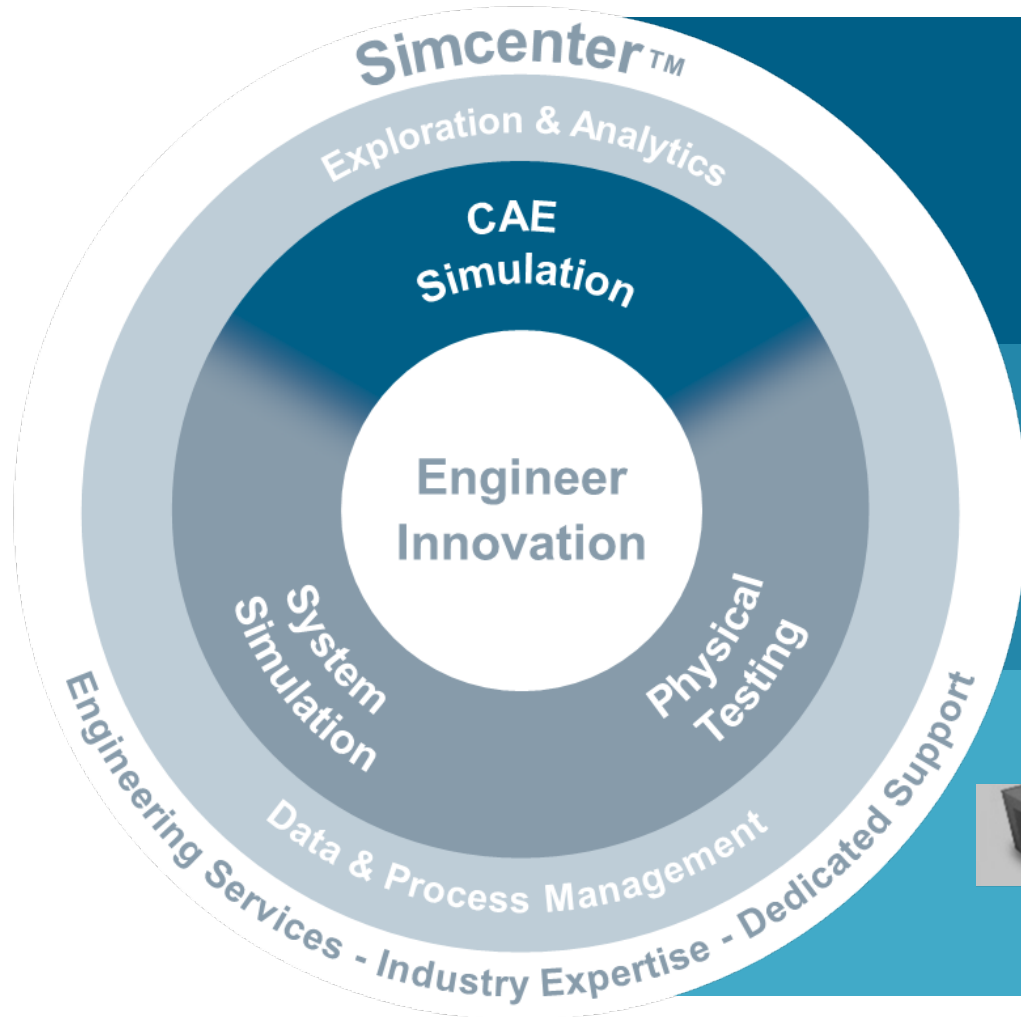 Simcenter™
Exploration & Analytics
CAE
Simulation
Engineer
Innovation
System
Simulation
Physical
Testing
Data & Process Management
Engineering Services - Industry Expertise - Dedicated Support